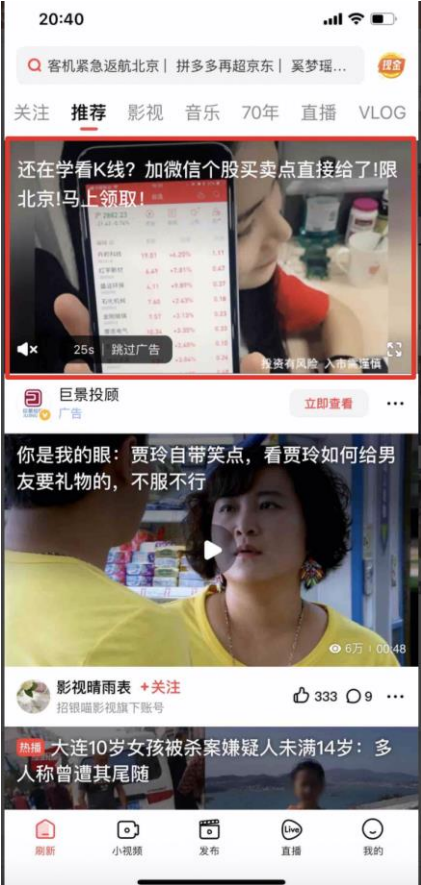 20:40
客机紧急返航北京 | 拼多多再超京东 | 奚梦瑶...
现金
关注 推荐 影视 音乐 70年 直播 VLOG
还在学看K线？加微信个股买卖点直接给了!限
北京!马上领取!
25s | 跳过广告
投资有风险 入市需谨慎
巨景投顾
广告
立即查看
你是我的眼：贾玲自带笑点，看贾玲如何给男
友要礼物的，不服不行
6万 | 00:48
影视晴雨表 +关注
招银喵影视旗下账号
333 9
热播 大连10岁女孩被杀案嫌疑人未满14岁：多
人称曾遭其尾随
刷新 小视频 发布 直播 我的
Live